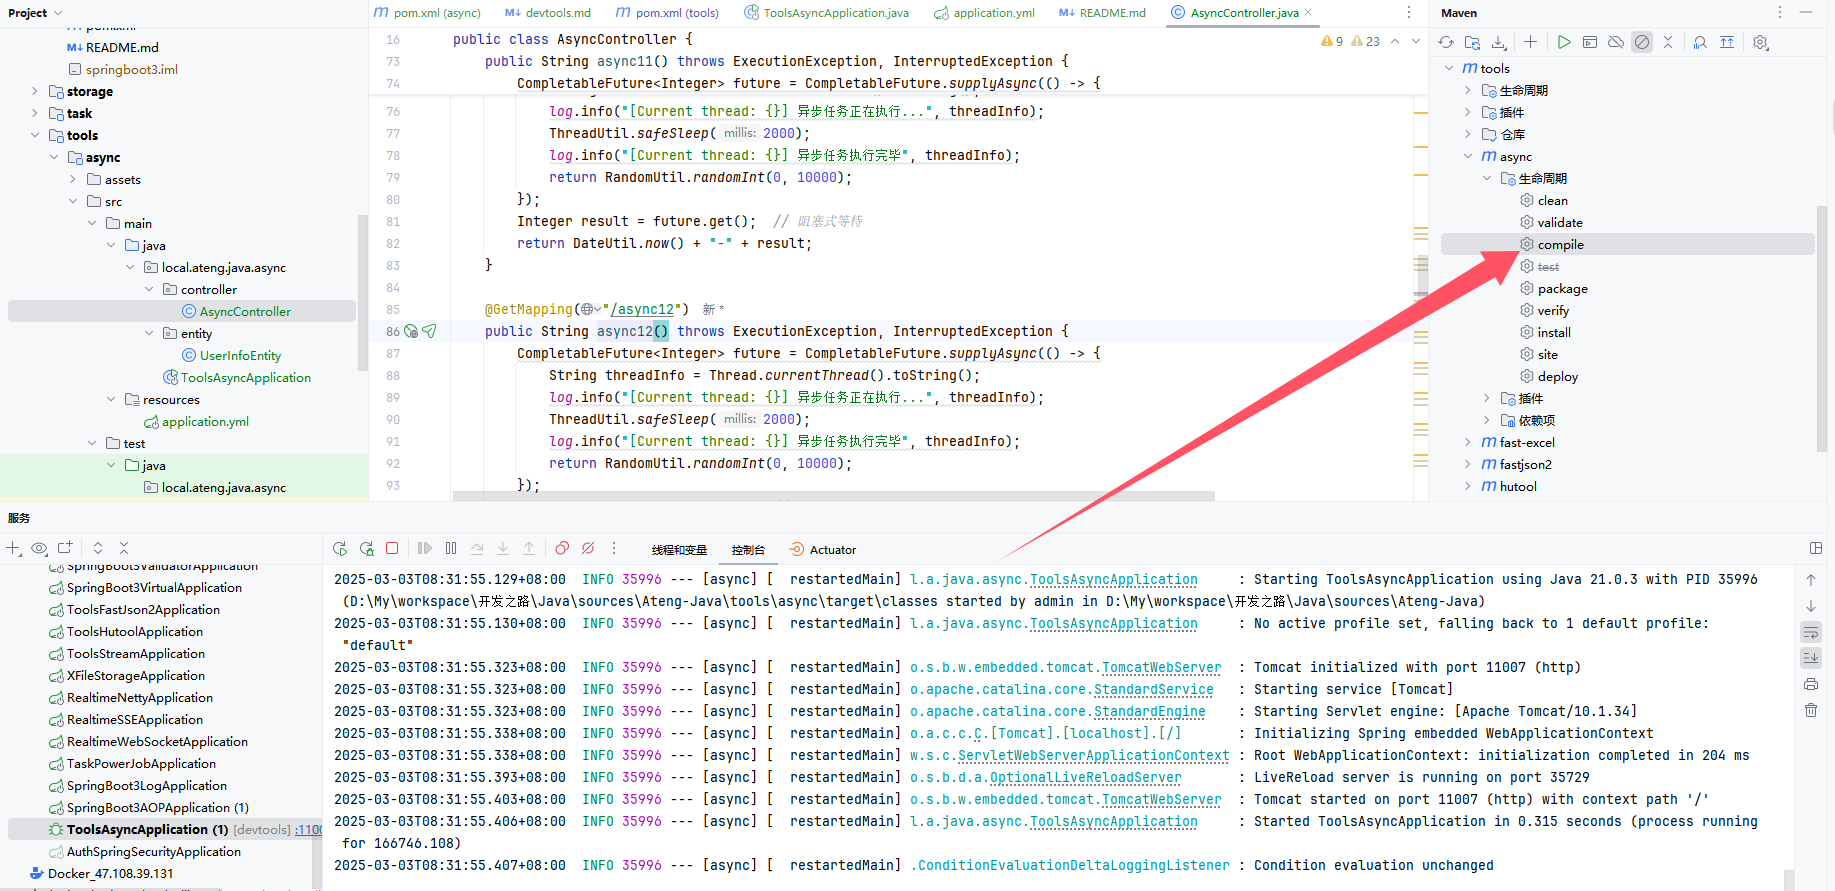 Project
pom.xml (async)
devtools.md
pom.xml (tools)
ToolsAsyncApplication.java
application.yml
README.md
AsyncController.java
Maven
README.md
springboot3.iml
storage
task
tools
async
assets
src
main
java
local.ateng.java.async
controller
AsyncController
entity
UserInfoEntity
ToolsAsyncApplication
resources
application.yml
test
java
local.ateng.java.async
9 23
16 public class AsyncController {
73 public String async11() throws ExecutionException, InterruptedException {
74 CompletableFuture<Integer> future = CompletableFuture.supplyAsync(() -> {
76 log.info("[Current thread: {}] 异步任务正在执行...", threadInfo);
77 ThreadUtil.safeSleep( millis: 2000);
78 log.info("[Current thread: {}] 异步任务执行完毕", threadInfo);
79 return RandomUtil.randomInt(0, 10000);
80 });
81 Integer result = future.get(); // 阻塞式等待
82 return DateUtil.now() + "-" + result;
83 }
84
85 @GetMapping("/async12") 新 *
86 public String async12() throws ExecutionException, InterruptedException {
87 CompletableFuture<Integer> future = CompletableFuture.supplyAsync(() -> {
88 String threadInfo = Thread.currentThread().toString();
89 log.info("[Current thread: {}] 异步任务正在执行...", threadInfo);
90 ThreadUtil.safeSleep( millis: 2000);
91 log.info("[Current thread: {}] 异步任务执行完毕", threadInfo);
92 return RandomUtil.randomInt(0, 10000);
93 });
tools
生命周期
插件
仓库
async
生命周期
clean
validate
compile
test
package
verify
install
site
deploy
插件
依赖项
fast-excel
fastjson2
hutool
服务
SpringBoot3ValidatorApplication
SpringBoot3VirtualApplication
ToolsFastJson2Application
ToolsHutoolApplication
ToolsStreamApplication
XFileStorageApplication
RealtimeNettyApplication
RealtimeSSEApplication
RealtimeWebSocketApplication
TaskPowerJobApplication
SpringBoot3LogApplication
SpringBoot3AOPApplication (1)
ToolsAsyncApplication (1) [devtools] :1100
AuthSpringSecurityApplication
Docker_47.108.39.131
线程和变量 控制台 Actuator
2025-03-03T08:31:55.129+08:00 INFO 35996 --- [async] [ restartedMain] l.a.java.async.ToolsAsyncApplication : Starting ToolsAsyncApplication using Java 21.0.3 with PID 35996
(D:\My\workspace\开发之路\Java\sources\Ateng-Java\tools\async\target\classes started by admin in D:\My\workspace\开发之路\Java\sources\Ateng-Java)
2025-03-03T08:31:55.130+08:00 INFO 35996 --- [async] [ restartedMain] l.a.java.async.ToolsAsyncApplication : No active profile set, falling back to 1 default profile:
"default"
2025-03-03T08:31:55.323+08:00 INFO 35996 --- [async] [ restartedMain] o.s.b.w.embedded.tomcat.TomcatWebServer : Tomcat initialized with port 11007 (http)
2025-03-03T08:31:55.323+08:00 INFO 35996 --- [async] [ restartedMain] o.apache.catalina.core.StandardService : Starting service [Tomcat]
2025-03-03T08:31:55.323+08:00 INFO 35996 --- [async] [ restartedMain] o.apache.catalina.core.StandardEngine : Starting Servlet engine: [Apache Tomcat/10.1.34]
2025-03-03T08:31:55.338+08:00 INFO 35996 --- [async] [ restartedMain] o.a.c.c.C.[Tomcat].[localhost].[/] : Initializing Spring embedded WebApplicationContext
2025-03-03T08:31:55.338+08:00 INFO 35996 --- [async] [ restartedMain] w.s.c.ServletWebServerApplicationContext : Root WebApplicationContext: initialization completed in 204 ms
2025-03-03T08:31:55.393+08:00 INFO 35996 --- [async] [ restartedMain] o.s.b.d.a.OptionalLiveReloadServer : LiveReload server is running on port 35729
2025-03-03T08:31:55.403+08:00 INFO 35996 --- [async] [ restartedMain] o.s.b.w.embedded.tomcat.TomcatWebServer : Tomcat started on port 11007 (http) with context path '/'
2025-03-03T08:31:55.406+08:00 INFO 35996 --- [async] [ restartedMain] l.a.java.async.ToolsAsyncApplication : Started ToolsAsyncApplication in 0.315 seconds (process running
for 166746.108)
2025-03-03T08:31:55.407+08:00 INFO 35996 --- [async] [ restartedMain] .ConditionEvaluationDeltaLoggingListener : Condition evaluation unchanged